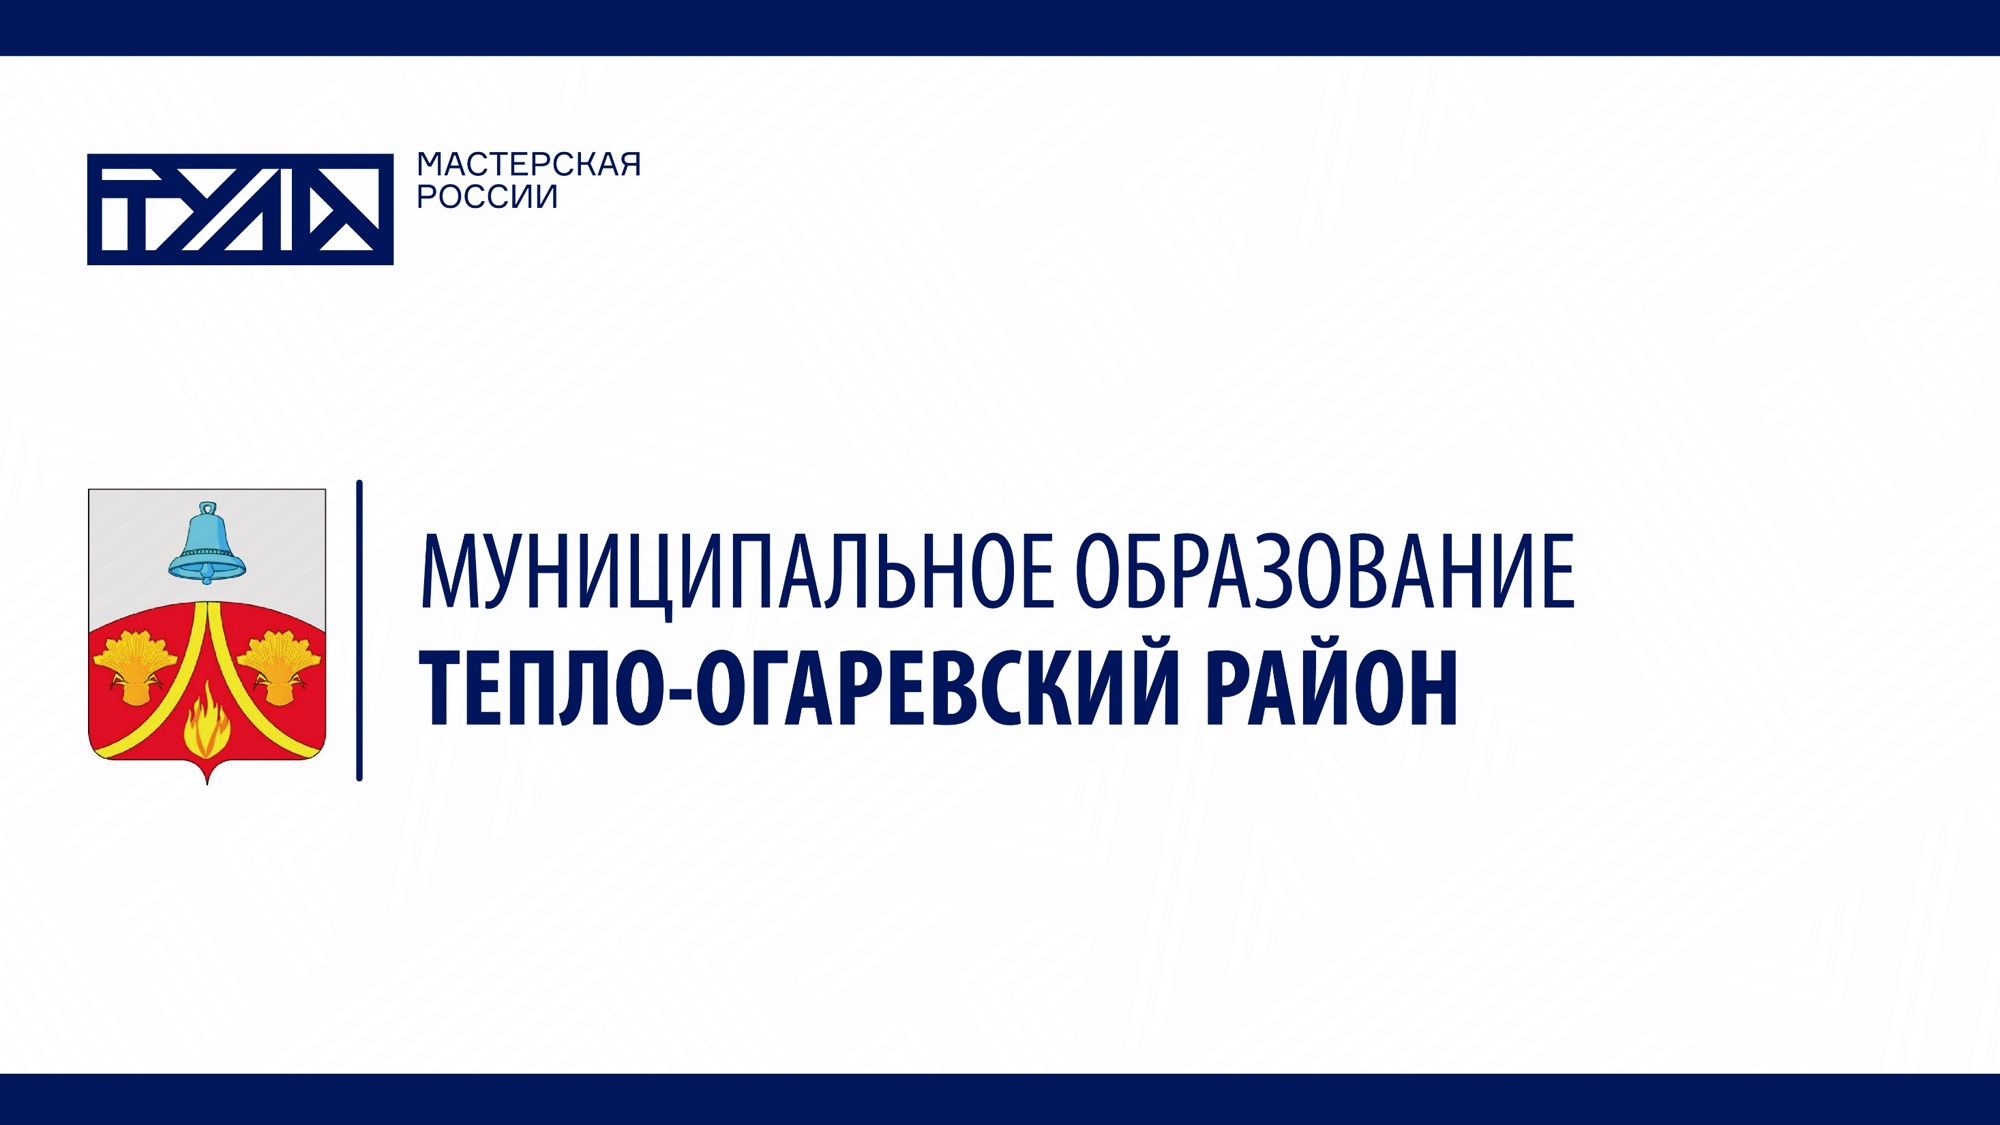 ТУЛА
МАСТЕРСКАЯ
РОССИИ
МУНИЦИПАЛЬНОЕ ОБРАЗОВАНИЕ
ТЕПЛО-ОГАРЕВСКИЙ РАЙОН